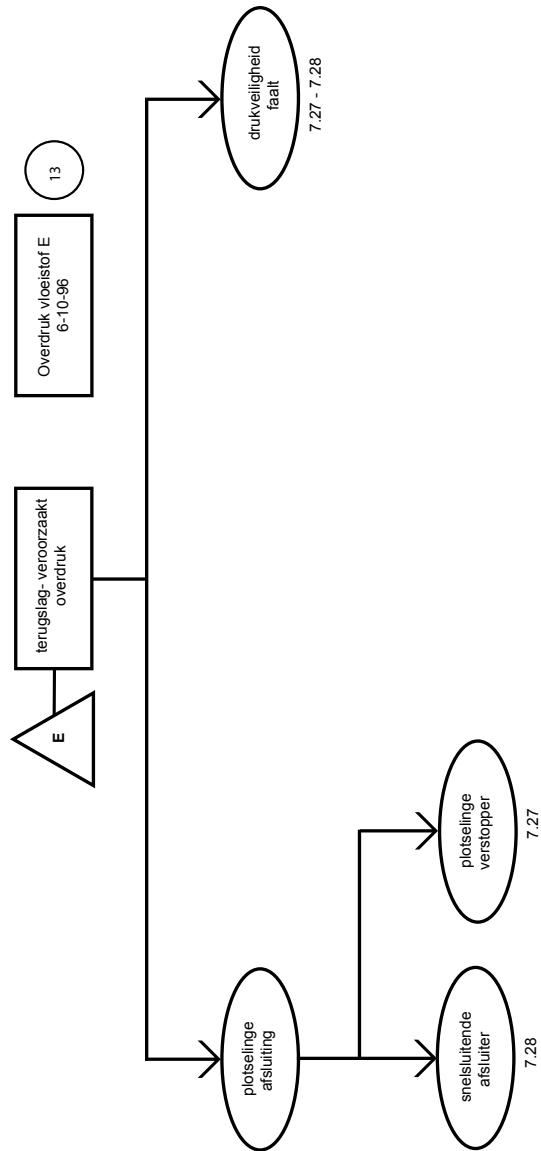 E
terugslag- veroorzaakt
overdruk
Overdruk vloeistof E
6-10-96
13
plotselinge
afsluiting
drukveiligheid
faalt
7.27 - 7.28
snelsluitende
afsluiter
7.28
plotselinge
verstopper
7.27